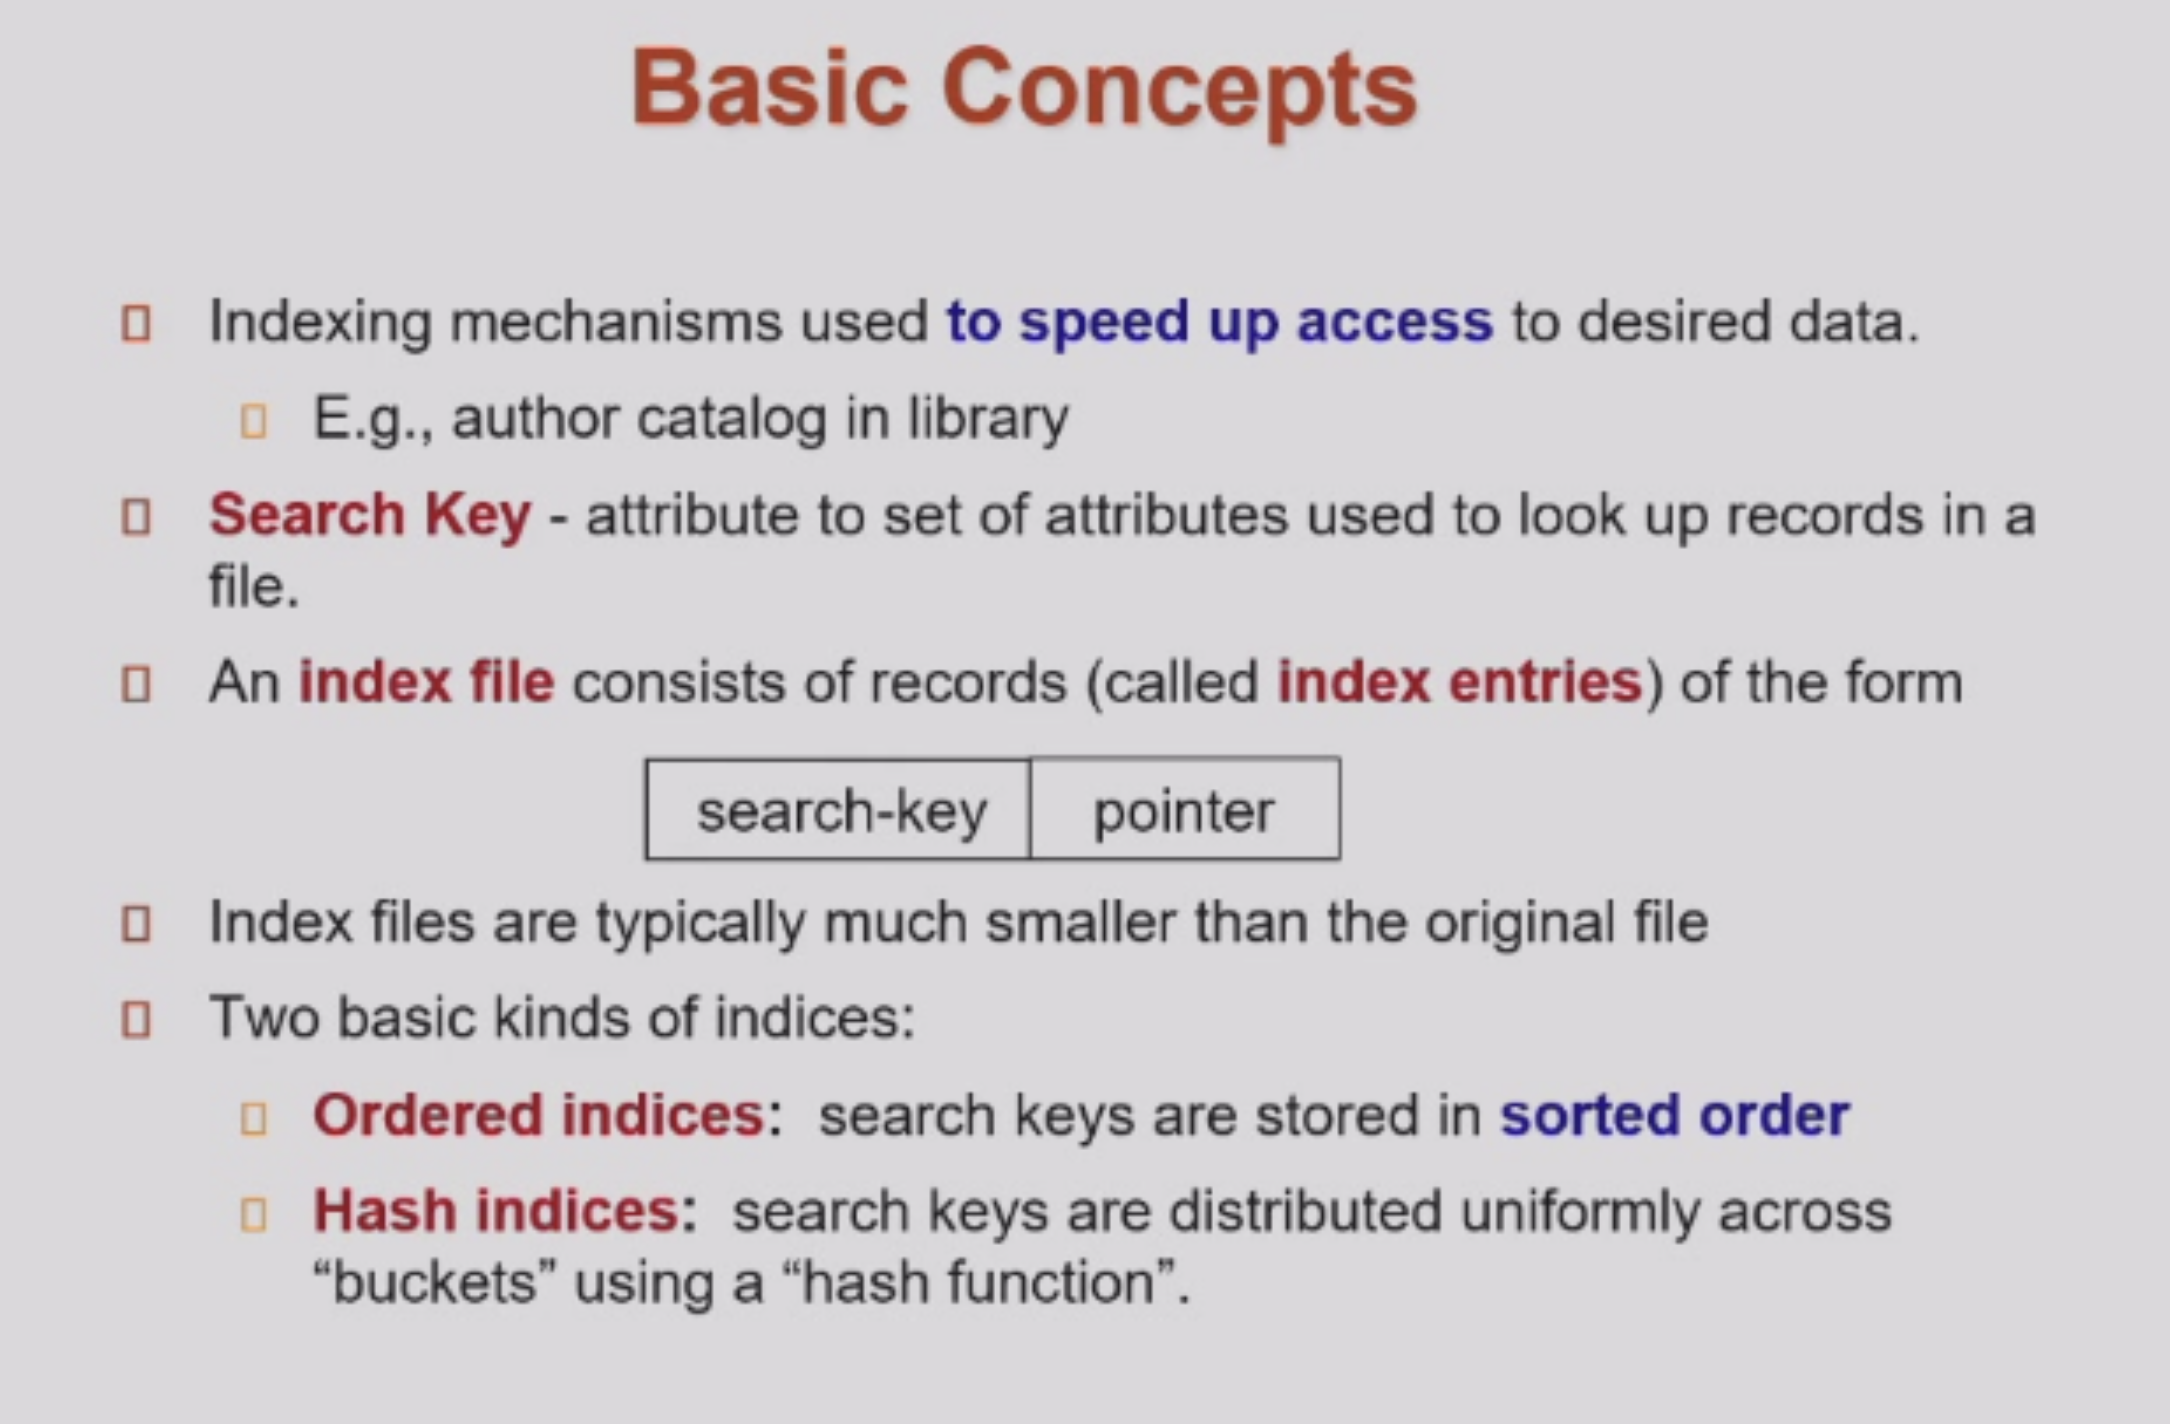 Basic Concepts
Indexing mechanisms used to speed up access to desired data.
E.g., author catalog in library
Search Key - attribute to set of attributes used to look up records in a
file.
An index file consists of records (called index entries) of the form
search-key pointer
Index files are typically much smaller than the original file
Two basic kinds of indices:
Ordered indices: search keys are stored in sorted order
Hash indices: search keys are distributed uniformly across
“buckets” using a “hash function”.